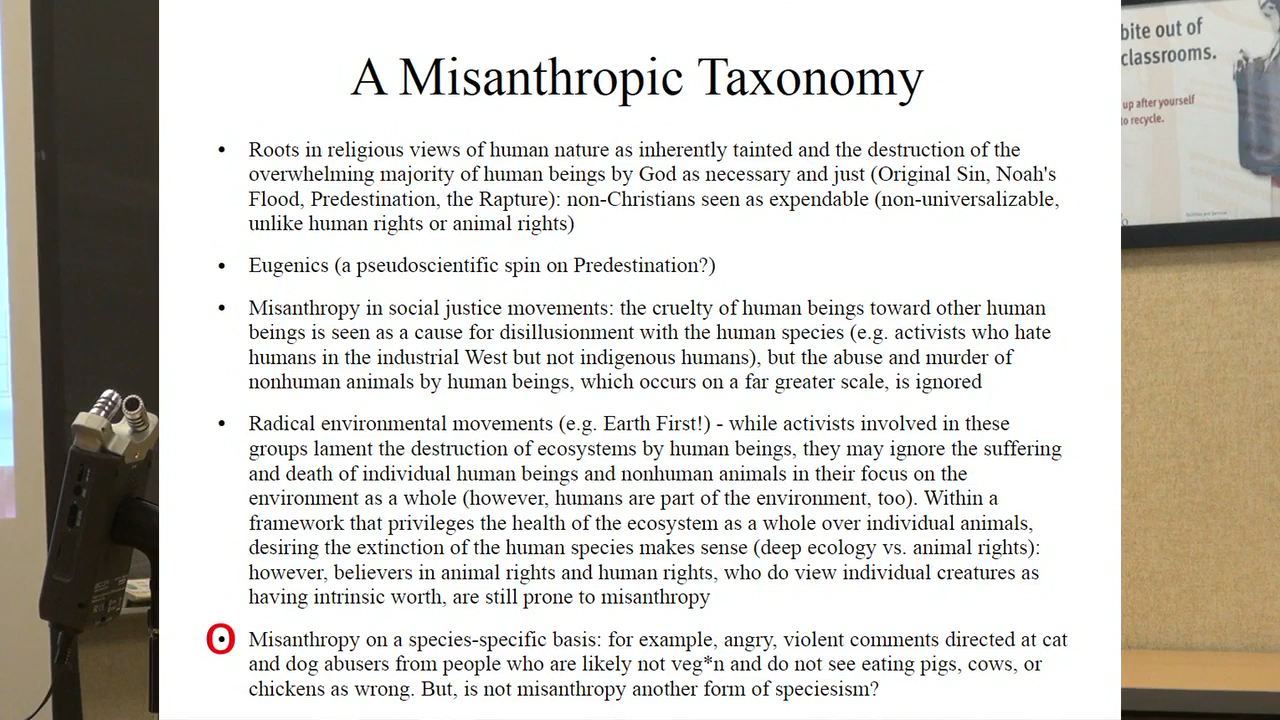 A Misanthropic Taxonomy
• Roots in religious views of human nature as inherently tainted and the destruction of the
overwhelming majority of human beings by God as necessary and just (Original Sin, Noah's
Flood, Predestination, the Rapture): non-Christians seen as expendable (non-universalizable,
unlike human rights or animal rights)
• Eugenics (a pseudoscientific spin on Predestination?)
• Misanthropy in social justice movements: the cruelty of human beings toward other human
beings is seen as a cause for disillusionment with the human species (e.g. activists who hate
humans in the industrial West but not indigenous humans), but the abuse and murder of
nonhuman animals by human beings, which occurs on a far greater scale, is ignored
• Radical environmental movements (e.g. Earth First!) - while activists involved in these
groups lament the destruction of ecosystems by human beings, they may ignore the suffering
and death of individual human beings and nonhuman animals in their focus on the
environment as a whole (however, humans are part of the environment, too). Within a
framework that privileges the health of the ecosystem as a whole over individual animals,
desiring the extinction of the human species makes sense (deep ecology vs. animal rights):
however, believers in animal rights and human rights, who do view individual creatures as
having intrinsic worth, are still prone to misanthropy
• Misanthropy on a species-specific basis: for example, angry, violent comments directed at cat
and dog abusers from people who are likely not veg*n and do not see eating pigs, cows, or
chickens as wrong. But, is not misanthropy another form of speciesism?
bite out of
classrooms.
up after yourself
to recycle.